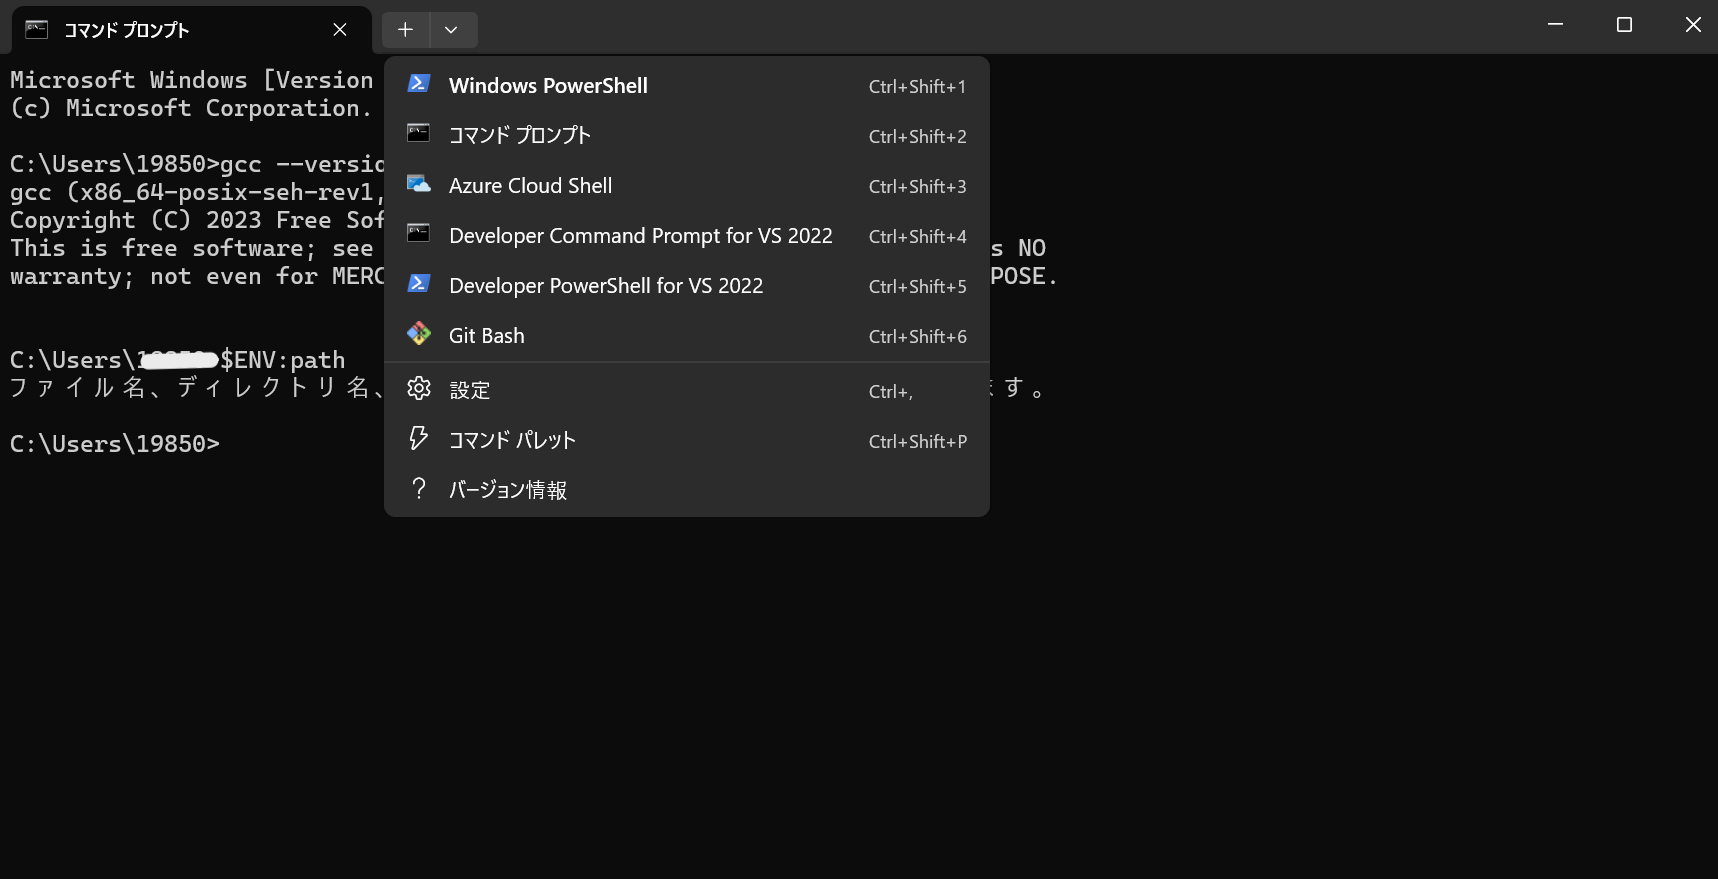 コマンド プロンプト
Microsoft Windows [Version
(c) Microsoft Corporation.
C:\Users\19850>gcc --versio
gcc (x86_64-posix-seh-rev1,
Copyright (C) 2023 Free Sof
This is free software; see s NO
warranty; not even for MERC POSE.
C:\Users\ $ENV:path
ファイル名、ディレクトリ名、 ます。
C:\Users\19850>
Windows PowerShell Ctrl+Shift+1
コマンド プロンプト Ctrl+Shift+2
Azure Cloud Shell Ctrl+Shift+3
Developer Command Prompt for VS 2022 Ctrl+Shift+4
Developer PowerShell for VS 2022 Ctrl+Shift+5
Git Bash Ctrl+Shift+6
設定 Ctrl+,
コマンド パレット Ctrl+Shift+P
バージョン情報